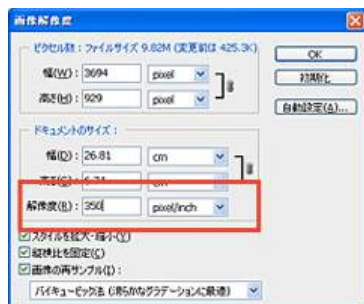 画像解像度
ピクセル数：ファイルサイズ 9.82M (変更前は 425.3K)
幅(W)： 3694 pixel
高さ(H)： 929 pixel
OK
初期化
自動設定(A)...
ドキュメントのサイズ：
幅(D)： 26.81 cm
高さ(G)： 6.74 cm
解像度(R)： 350 pixel/inch
スタイルを拡大・縮小(Y)
縦横比を固定(C)
画像の再サンプル(I)：
バイキュービック法 (滑らかなグラデーションに最適)